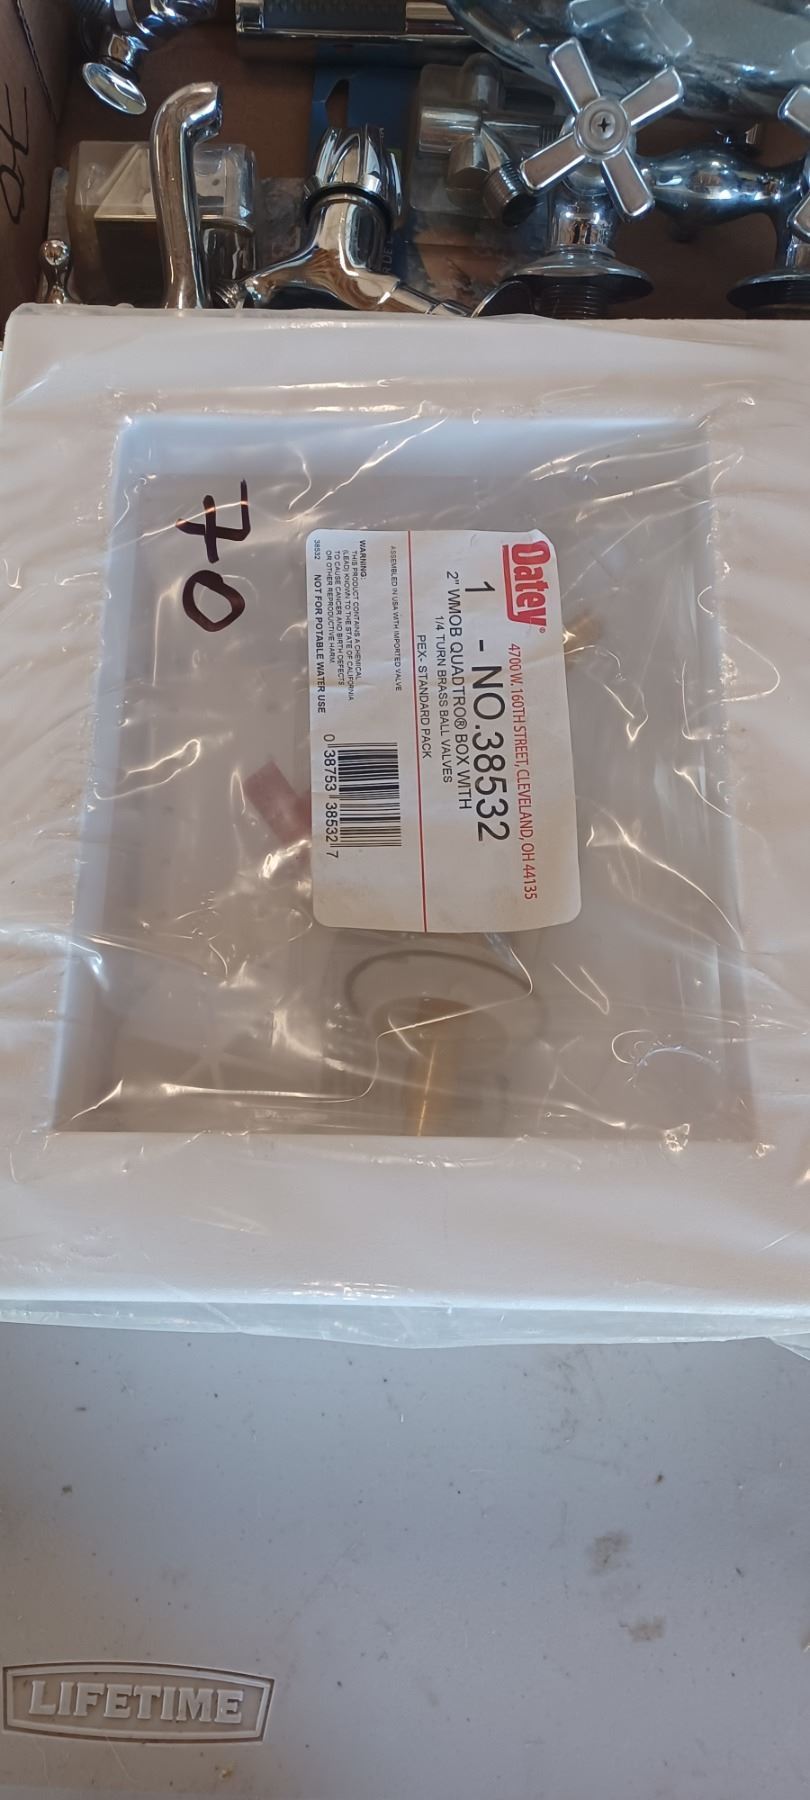 70
Oatey®
4700 W. 160TH STREET, CLEVELAND, OH 44135
1 - NO.38532
2" WMOB QUADTRO® BOX WITH
1/4 TURN BRASS BALL VALVES
PEX- STANDARD PACK
ASSEMBLED IN USA WITH IMPORTED VALVE
WARNING:
THIS PRODUCT CONTAINS A CHEMICAL
(LEAD) KNOWN TO THE STATE OF CALIFORNIA
TO CAUSE CANCER AND BIRTH DEFECTS
OR OTHER REPRODUCTIVE HARM.
38532 NOT FOR POTABLE WATER USE
0 38753 38532 7
70
LIFETIME